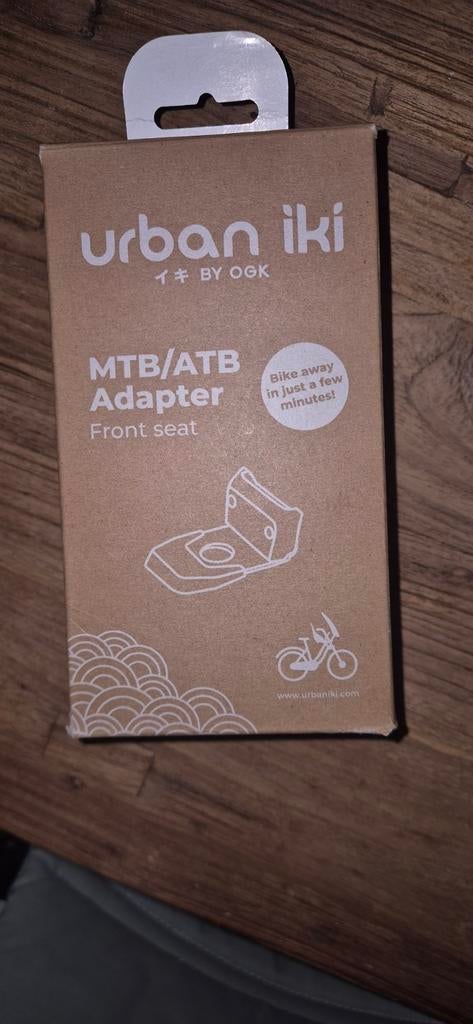 urban iki
イキ BY OGK
MTB/ATB
Adapter
Front seat
Bike away
in just a few
minutes!
www.urbaniki.com